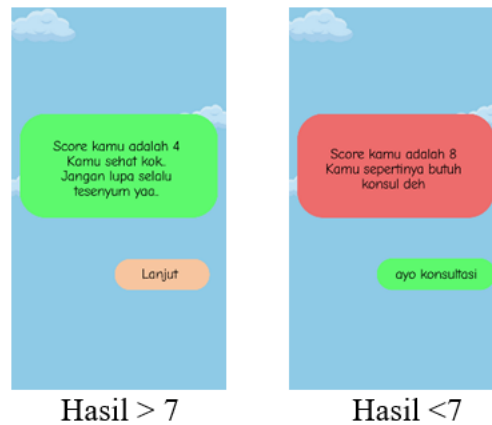 Score kamu adalah 4
Kamu sehat kok.
Jangan lupa selalu
tesenyum yaa..
Lanjut
Hasil > 7
Score kamu adalah 8
Kamu sepertinya butuh
konsul deh
ayo konsultasi
Hasil <7